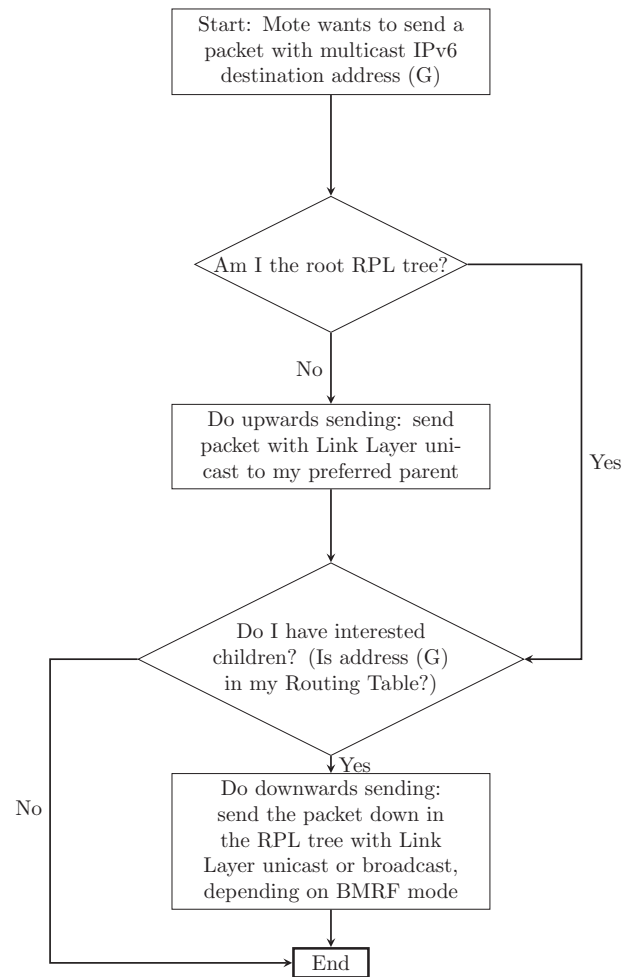 Start: Mote wants to send a
packet with multicast IPv6
destination address (G)
Am I the root RPL tree?
No
Do upwards sending: send
packet with Link Layer uni-
cast to my preferred parent
Yes
Do I have interested
children? (Is address (G)
in my Routing Table?)
Yes
No
Do downwards sending:
send the packet down in
the RPL tree with Link
Layer unicast or broadcast,
depending on BMRF mode
End